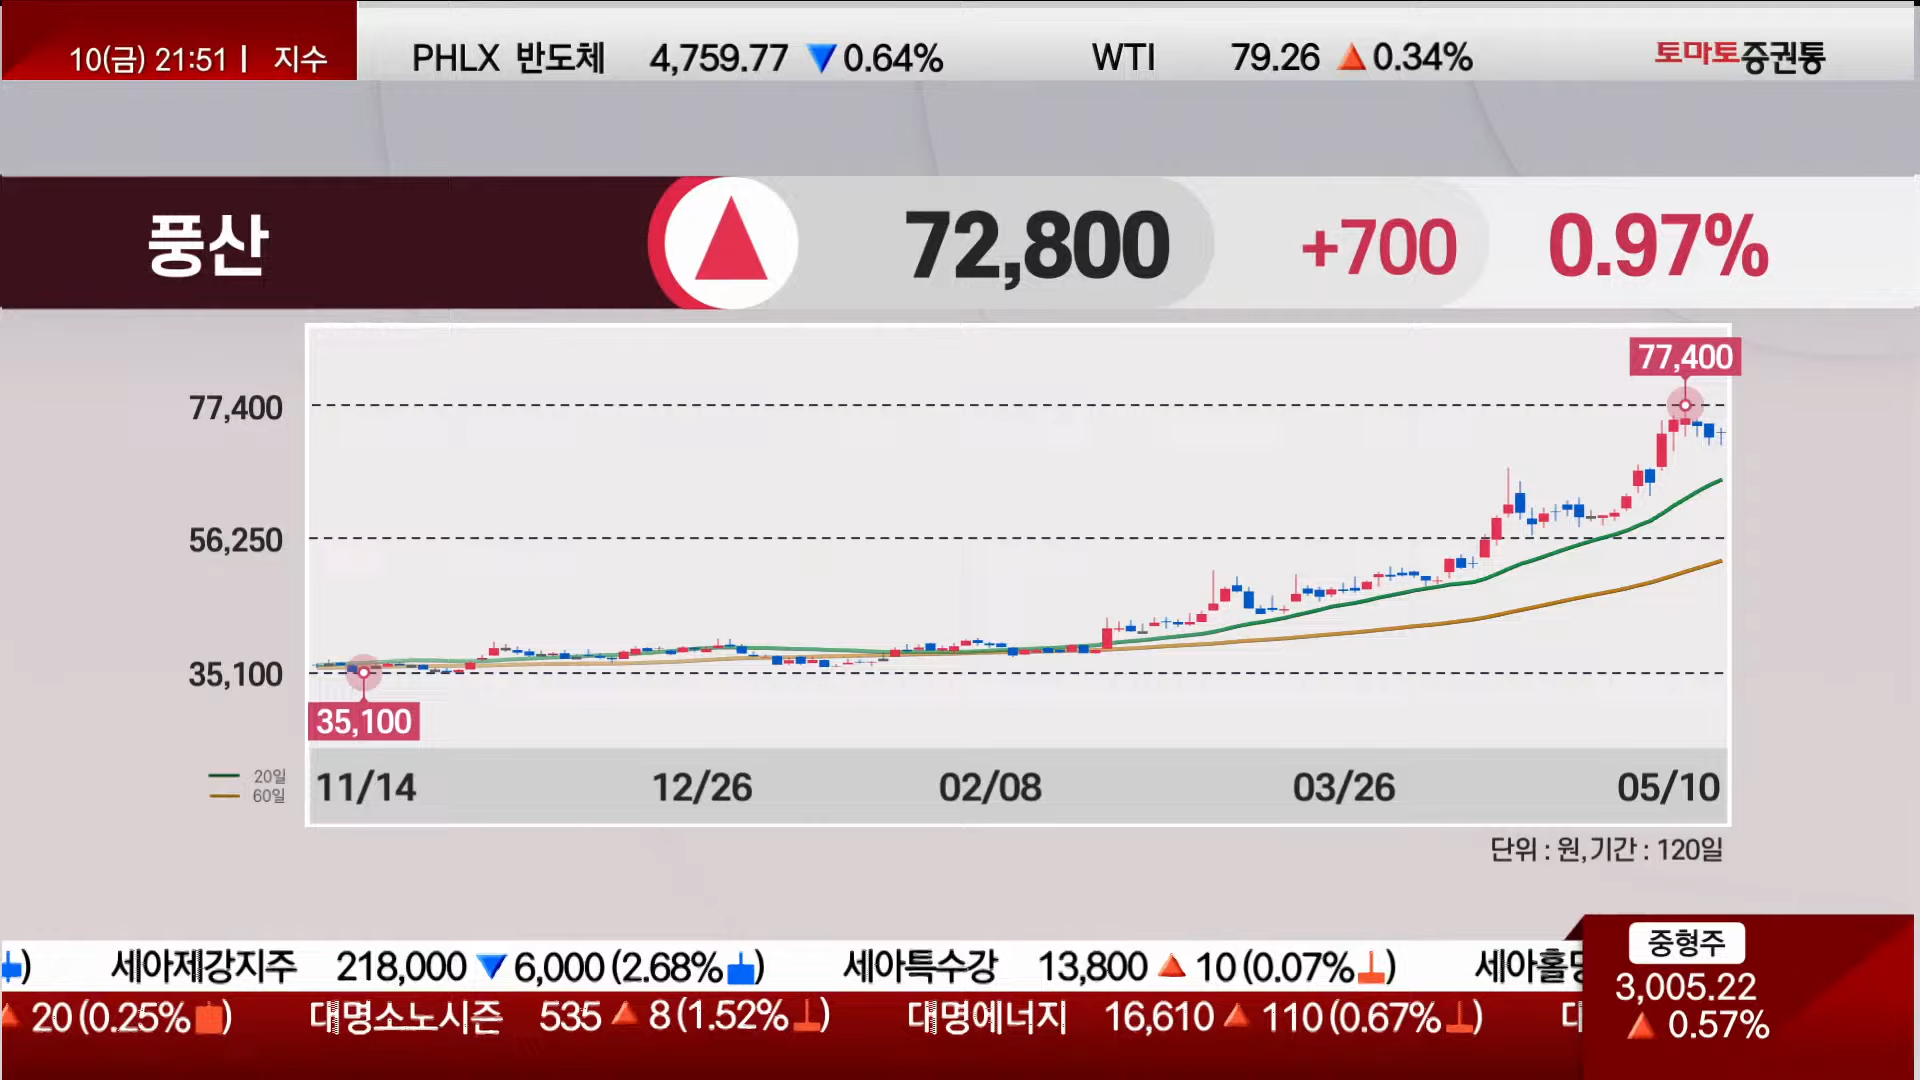 10(금) 21:51 | 지수 PHLX 반도체 4,759.77 ▼ 0.64% WTI 79.26 ▲ 0.34% 토마토증권통
풍산 ▲ 72,800 +700 0.97%
77,400
77,400
56,250
35,100
35,100
20일
60일
11/14 12/26 02/08 03/26 05/10
단위 : 원, 기간 : 120일
) 세아제강지주 218,000 ▼ 6,000 (2.68%) 세아특수강 13,800 ▲ 10 (0.07%) 세아홀
▲ 20 (0.25%) 대명소노시즌 535 ▲ 8 (1.52%) 대명에너지 16,610 ▲ 110 (0.67%)
중형주
3,005.22
▲ 0.57%